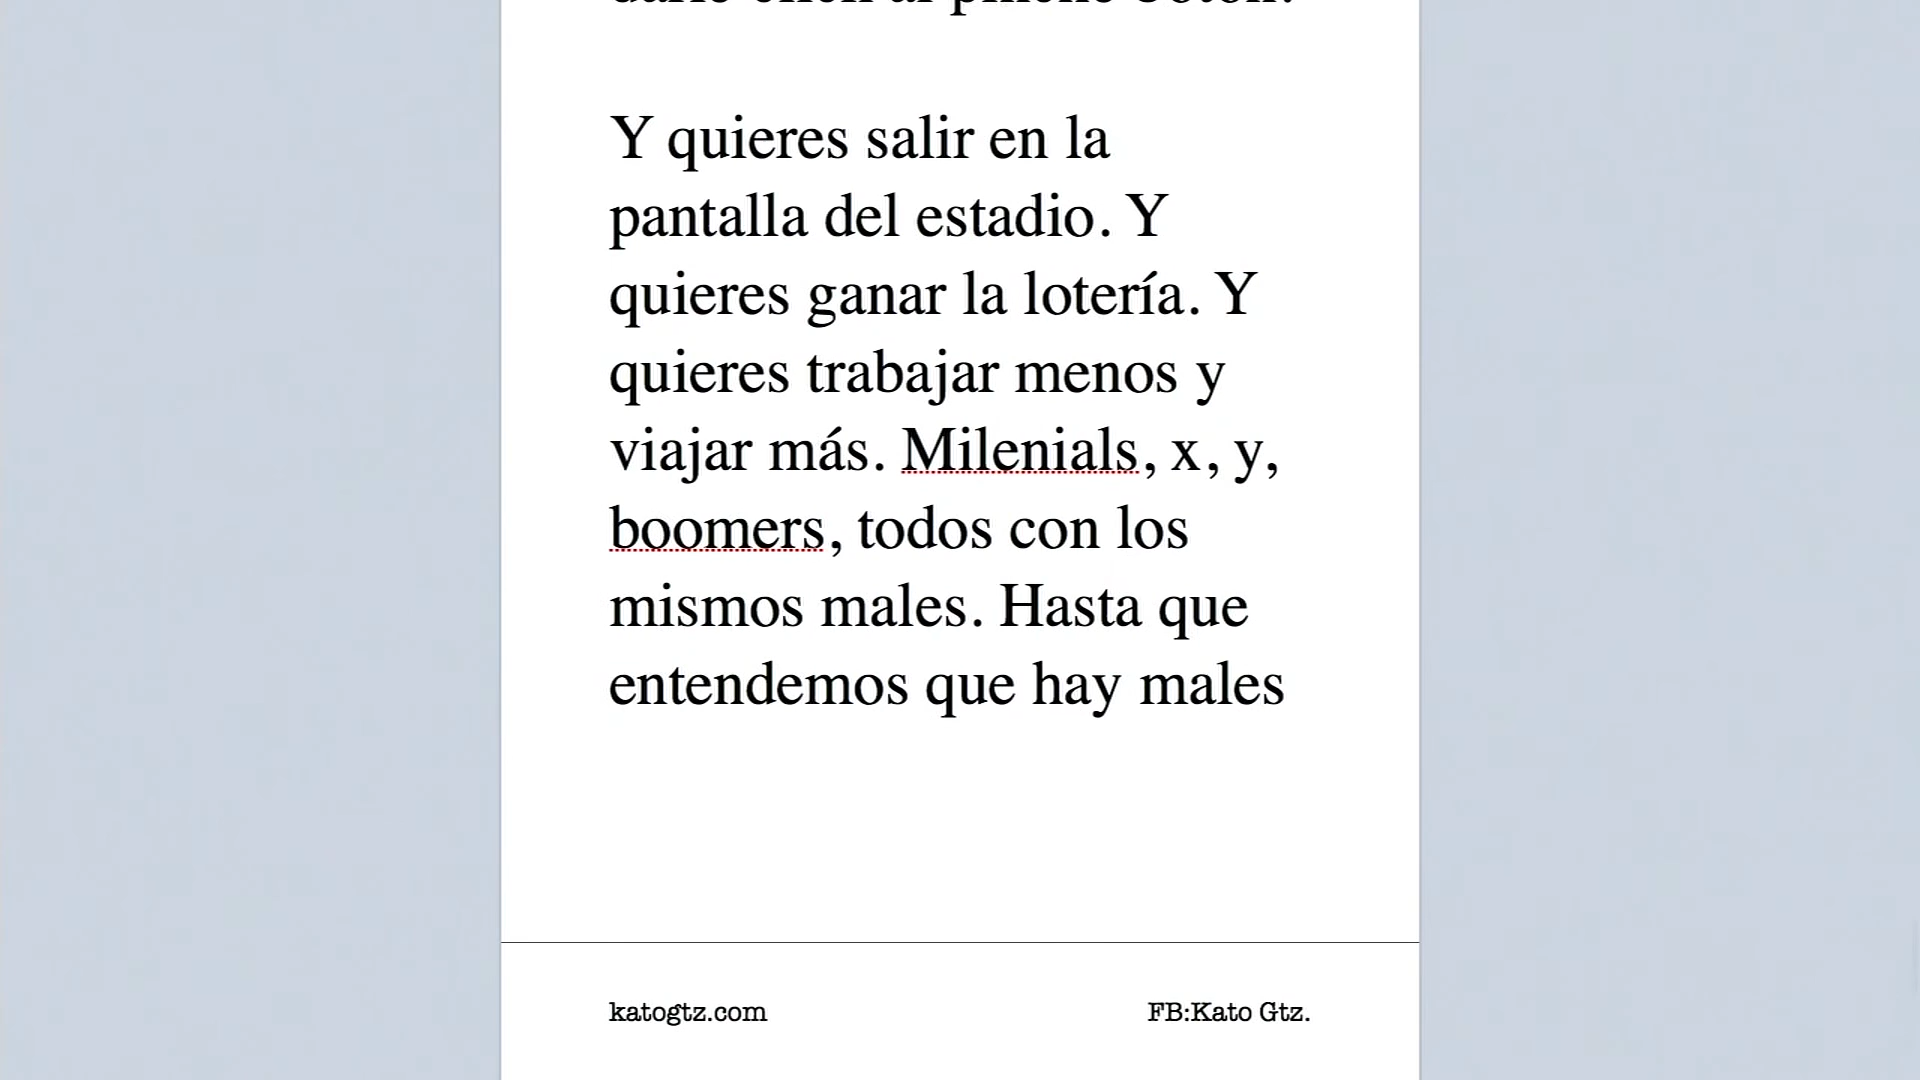 Y quieres salir en la
pantalla del estadio. Y
quieres ganar la lotería. Y
quieres trabajar menos y
viajar más. Milenials, x, y,
boomers, todos con los
mismos males. Hasta que
entendemos que hay males
katogtz.com
FB:Kato Gtz.